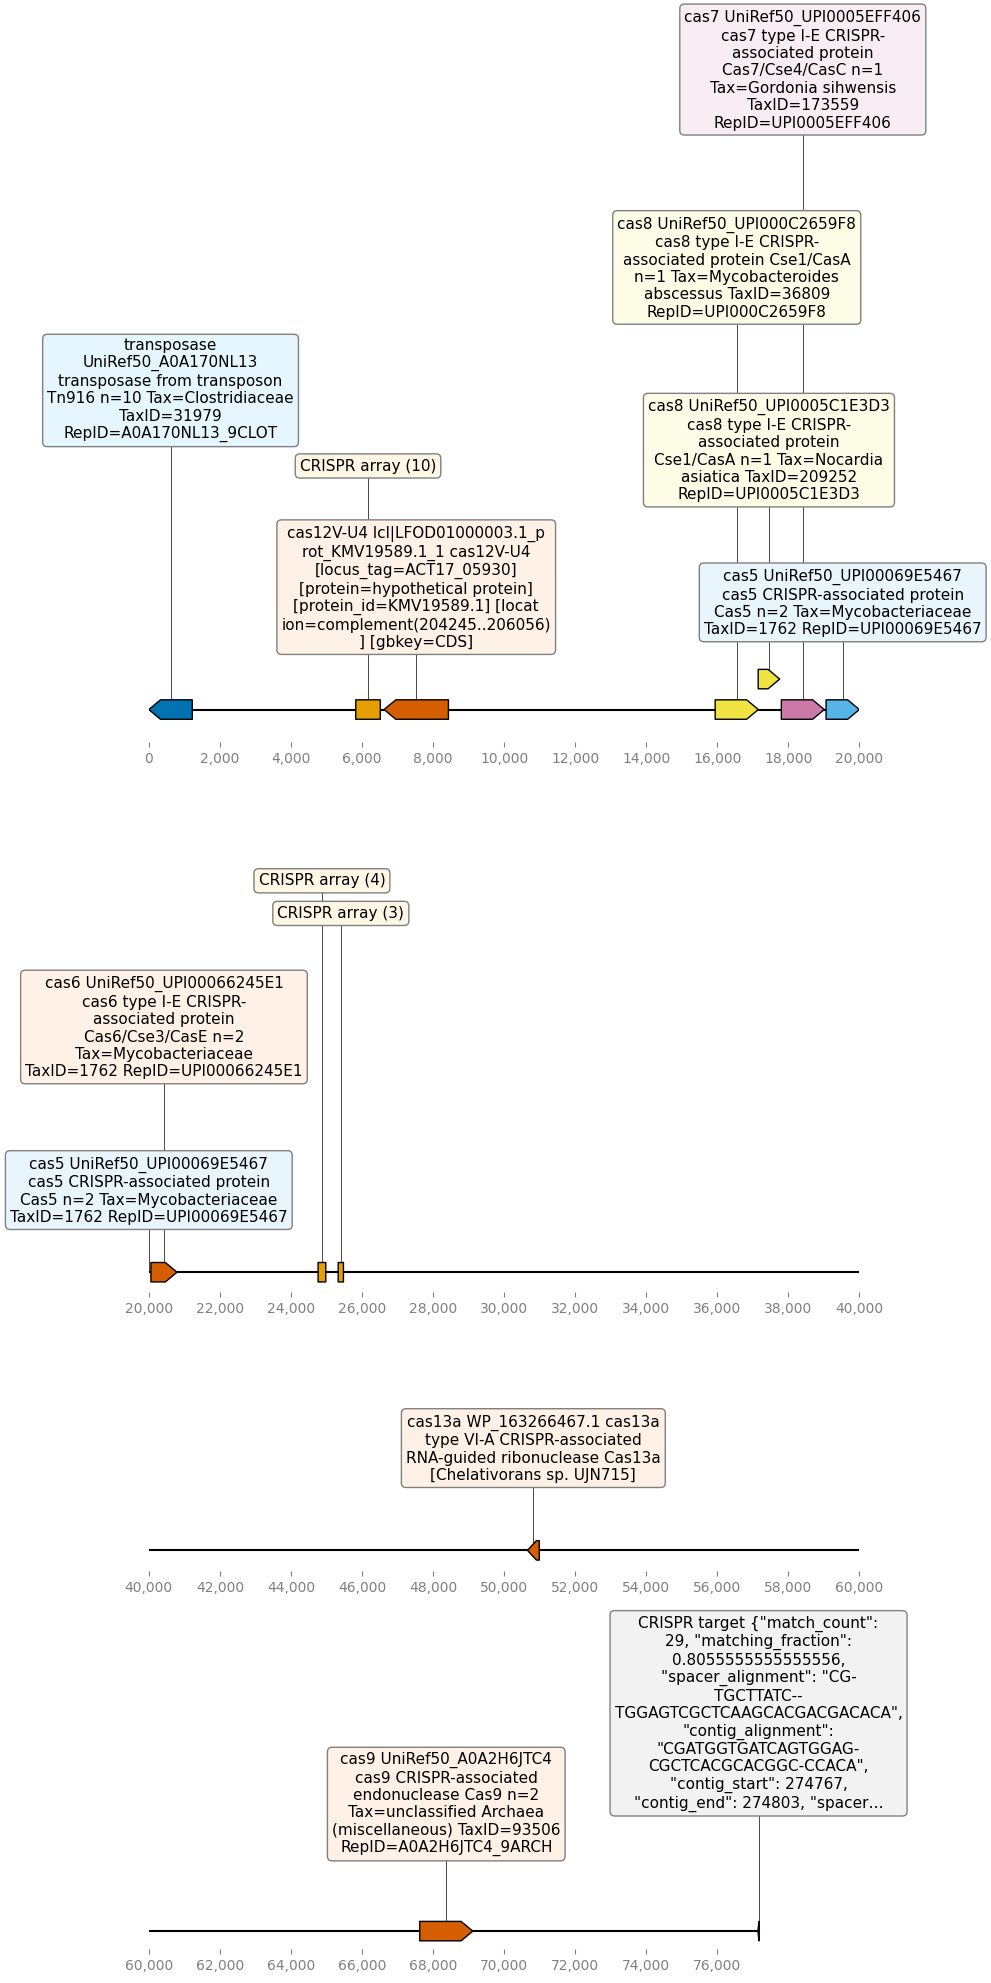 cas7 UniRef50_UPI0005EFF406
cas7 type I-E CRISPR-
associated protein
Cas7/Cse4/CasC n=1
Tax=Gordonia sihwensis
TaxID=173559
RepID=UPI0005EFF406
cas8 UniRef50_UPI000C2659F8
cas8 type I-E CRISPR-
associated protein Cse1/CasA
n=1 Tax=Mycobacteroides
abscessus TaxID=36809
RepID=UPI000C2659F8
transposase
UniRef50_A0A170NL13
transposase from transposon
Tn916 n=10 Tax=Clostridiaceae
TaxID=31979
RepID=A0A170NL13_9CLOT
cas8 UniRef50_UPI0005C1E3D3
cas8 type I-E CRISPR-
associated protein
Cse1/CasA n=1 Tax=Nocardia
asiatica TaxID=209252
RepID=UPI0005C1E3D3
CRISPR array (10)
cas12V-U4 lcl|LFOD01000003.1_p
rot_KMV19589.1_1 cas12V-U4
[locus_tag=ACT17_05930]
[protein=hypothetical protein]
[protein_id=KMV19589.1] [locat
ion=complement(204245..206056)
] [gbkey=CDS]
cas5 UniRef50_UPI00069E5467
cas5 CRISPR-associated protein
Cas5 n=2 Tax=Mycobacteriaceae
TaxID=1762 RepID=UPI00069E5467
0 2,000 4,000 6,000 8,000 10,000 12,000 14,000 16,000 18,000 20,000
CRISPR array (4)
CRISPR array (3)
cas6 UniRef50_UPI00066245E1
cas6 type I-E CRISPR-
associated protein
Cas6/Cse3/CasE n=2
Tax=Mycobacteriaceae
TaxID=1762 RepID=UPI00066245E1
cas5 UniRef50_UPI00069E5467
cas5 CRISPR-associated protein
Cas5 n=2 Tax=Mycobacteriaceae
TaxID=1762 RepID=UPI00069E5467
20,000 22,000 24,000 26,000 28,000 30,000 32,000 34,000 36,000 38,000 40,000
cas13a WP_163266467.1 cas13a
type VI-A CRISPR-associated
RNA-guided ribonuclease Cas13a
[Chelativorans sp. UJN715]
40,000 42,000 44,000 46,000 48,000 50,000 52,000 54,000 56,000 58,000 60,000
CRISPR target {"match_count":
29, "matching_fraction":
0.8055555555555556,
"spacer_alignment": "CG-
TGCTTATC--
TGGAGTCGCTCAAGCACGACGACACA",
"contig_alignment":
"CGATGGTGATCAGTGGAG-
CGCTCACGCACGGC-CCACA",
"contig_start": 274767,
"contig_end": 274803, "spacer...
cas9 UniRef50_A0A2H6JTC4
cas9 CRISPR-associated
endonuclease Cas9 n=2
Tax=unclassified Archaea
(miscellaneous) TaxID=93506
RepID=A0A2H6JTC4_9ARCH
60,000 62,000 64,000 66,000 68,000 70,000 72,000 74,000 76,000